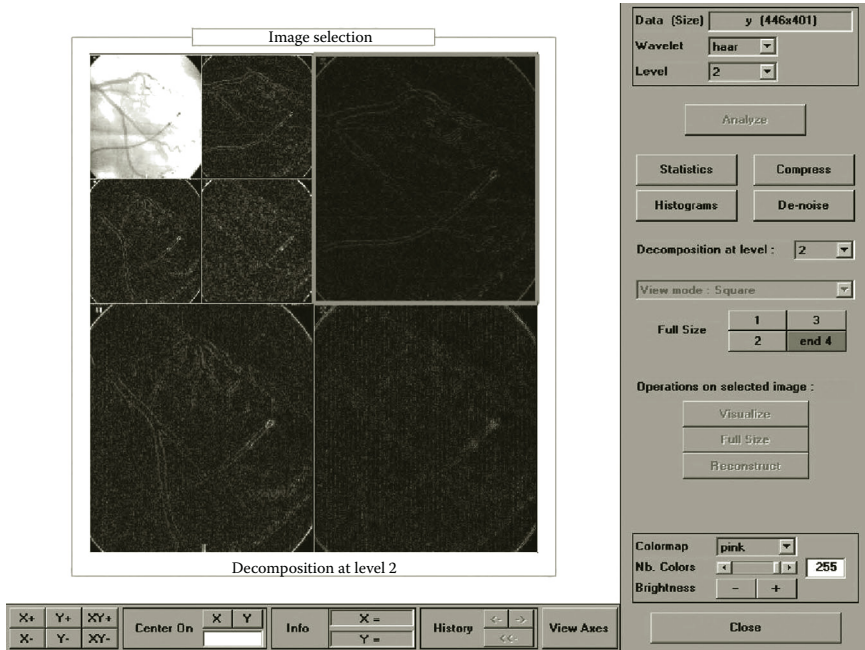 Image selection
Decomposition at level 2
Data (Size) y (446x401)
Wavelet haar
Level 2
Analyze
Statistics Compress
Histograms De-noise
Decomposition at level : 2
View mode : Square
Full Size 1 3
2 end 4
Operations on selected image :
Visualize
Full Size
Reconstruct
Colormap pink
Nb. Colors 255
Brightness - +
Close
X+ Y+ XY+
X- Y- XY-
Center On X Y
Info X =
Y =
History <- ->
<<-
View Axes